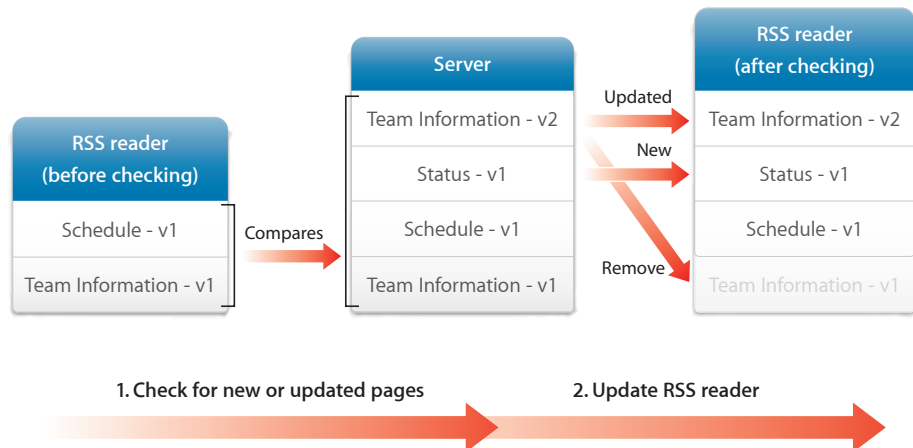 RSS reader
(before checking)
Schedule - v1
Team Information - v1
Compares
Server
Team Information - v2
Status - v1
Schedule - v1
Team Information - v1
Updated
New
Remove
RSS reader
(after checking)
Team Information - v2
Status - v1
Schedule - v1
Team Information - v1
1. Check for new or updated pages
2. Update RSS reader